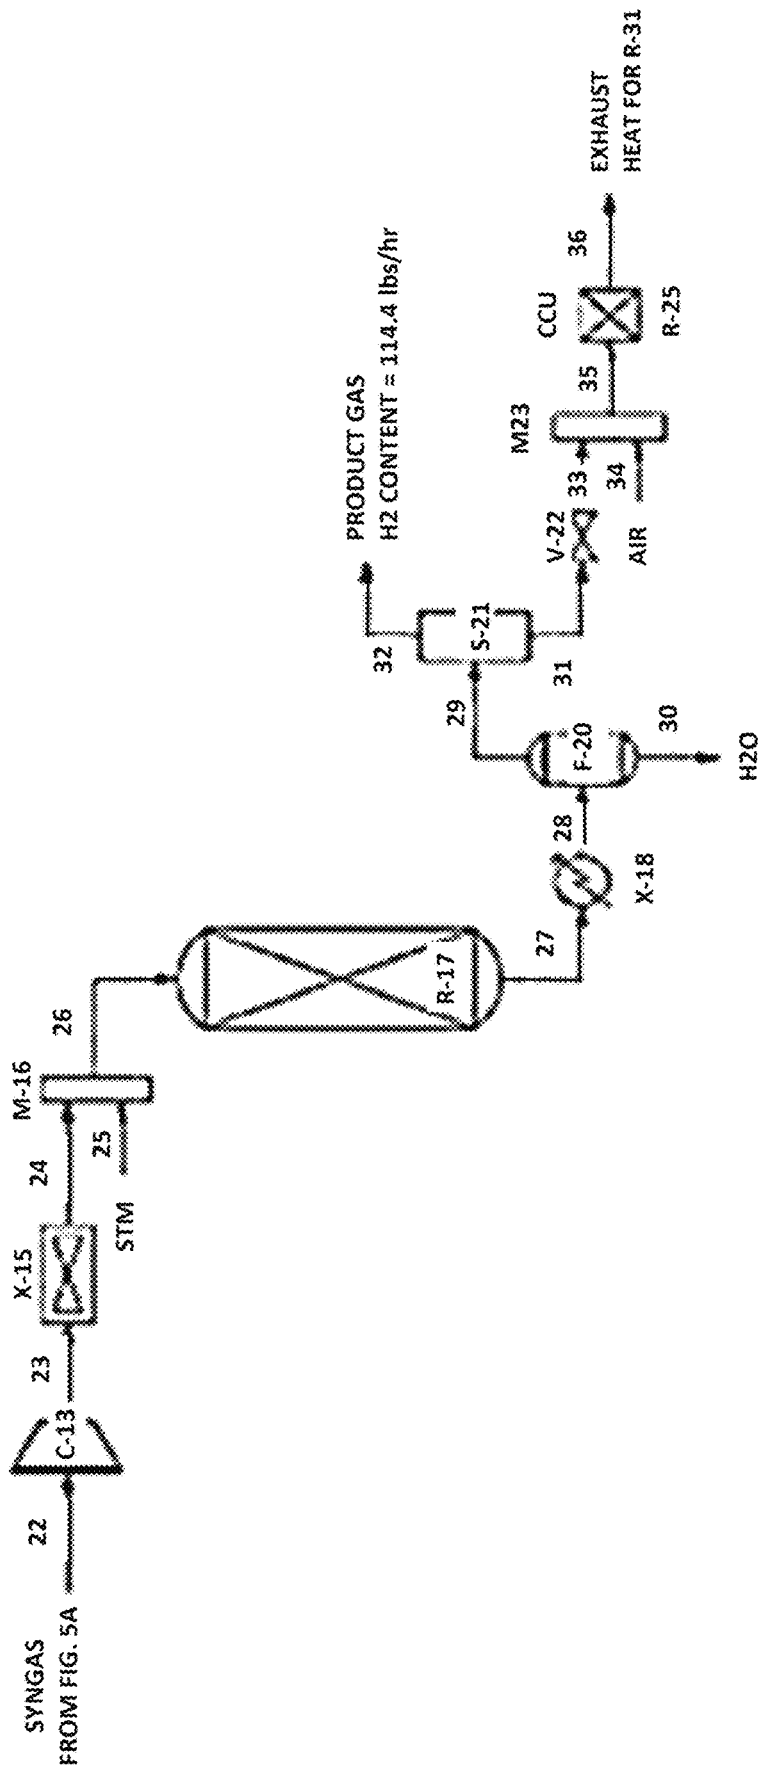 SYNGAS
FROM FIG. 5A
22
C-13
23
X-15
24
STM
25
M-16
26
R-17
27
X-18
28
F-20
30
H2O
29
S-21
32
PRODUCT GAS
H2 CONTENT = 114.4 lbs/hr
31
V-22
33
AIR
34
M23
35
CCU
R-25
36
EXHAUST
HEAT FOR R-31